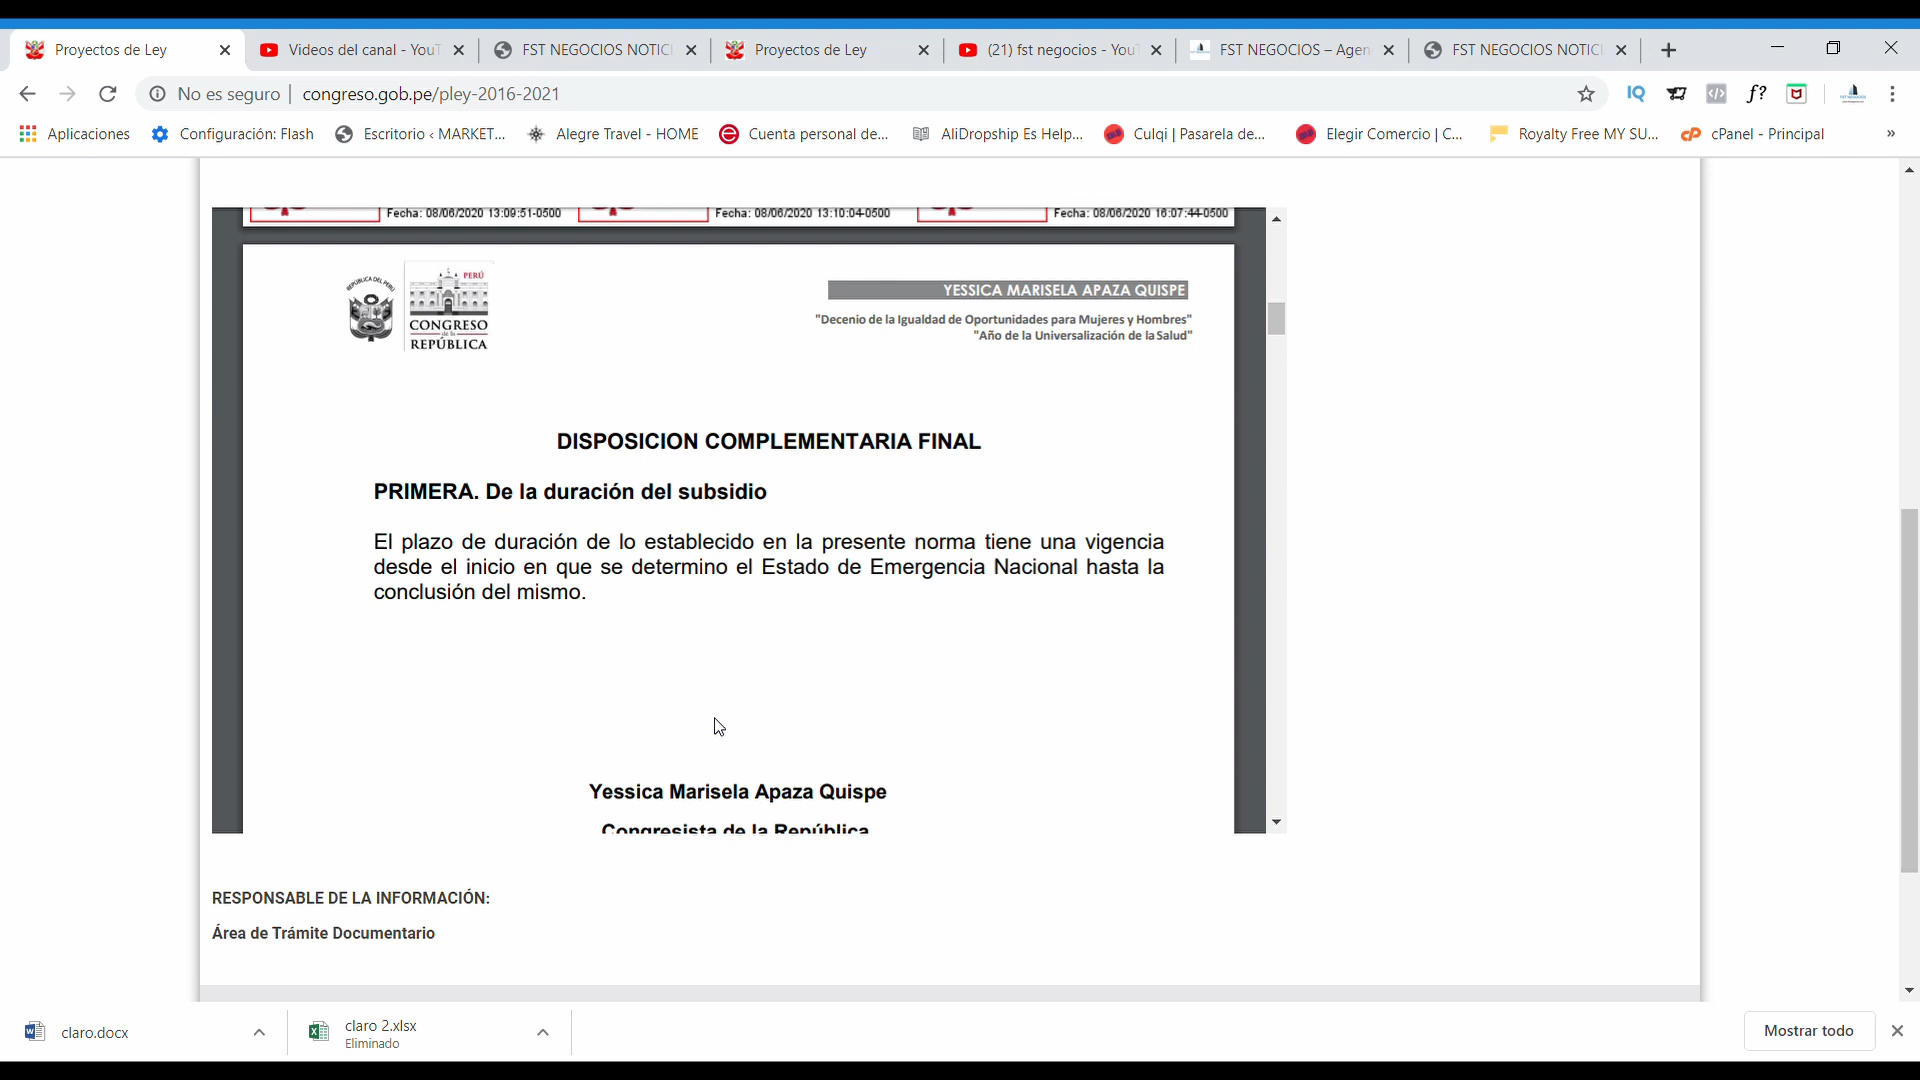 Proyectos de Ley
Videos del canal - YouT
FST NEGOCIOS NOTICI
Proyectos de Ley
(21) fst negocios - YouT
FST NEGOCIOS – Agen
FST NEGOCIOS NOTICI
No es seguro
congreso.gob.pe/pley-2016-2021
IQ
f?
Aplicaciones
Configuración: Flash
Escritorio ‹ MARKET...
Alegre Travel - HOME
Cuenta personal de...
AliDropship Es Help...
Culqi | Pasarela de...
Elegir Comercio | C...
Royalty Free MY SU...
cPanel - Principal
»
Fecha: 08/06/2020 13:09:51-0500
Fecha: 08/06/2020 13:10:04-0500
Fecha: 08/06/2020 16:07:44-0500
REPÚBLICA DEL PERÚ
PERÚ
CONGRESO
de la
REPÚBLICA
YESSICA MARISELA APAZA QUISPE
"Decenio de la Igualdad de Oportunidades para Mujeres y Hombres"
"Año de la Universalización de la Salud"
DISPOSICION COMPLEMENTARIA FINAL
PRIMERA. De la duración del subsidio
El plazo de duración de lo establecido en la presente norma tiene una vigencia
desde el inicio en que se determino el Estado de Emergencia Nacional hasta la
conclusión del mismo.
Yessica Marisela Apaza Quispe
Congresista de la República
RESPONSABLE DE LA INFORMACIÓN:
Área de Trámite Documentario
claro.docx
claro 2.xlsx
Eliminado
Mostrar todo